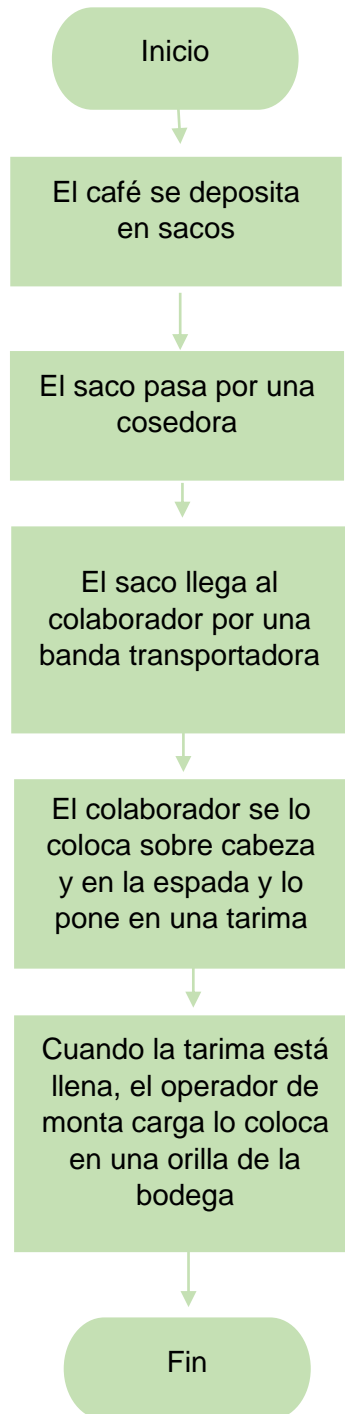 Inicio
El café se deposita
en sacos
El saco pasa por una
cosedora
El saco llega al
colaborador por una
banda transportadora
El colaborador se lo
coloca sobre cabeza
y en la espada y lo
pone en una tarima
Cuando la tarima está
llena, el operador de
monta carga lo coloca
en una orilla de la
bodega
Fin